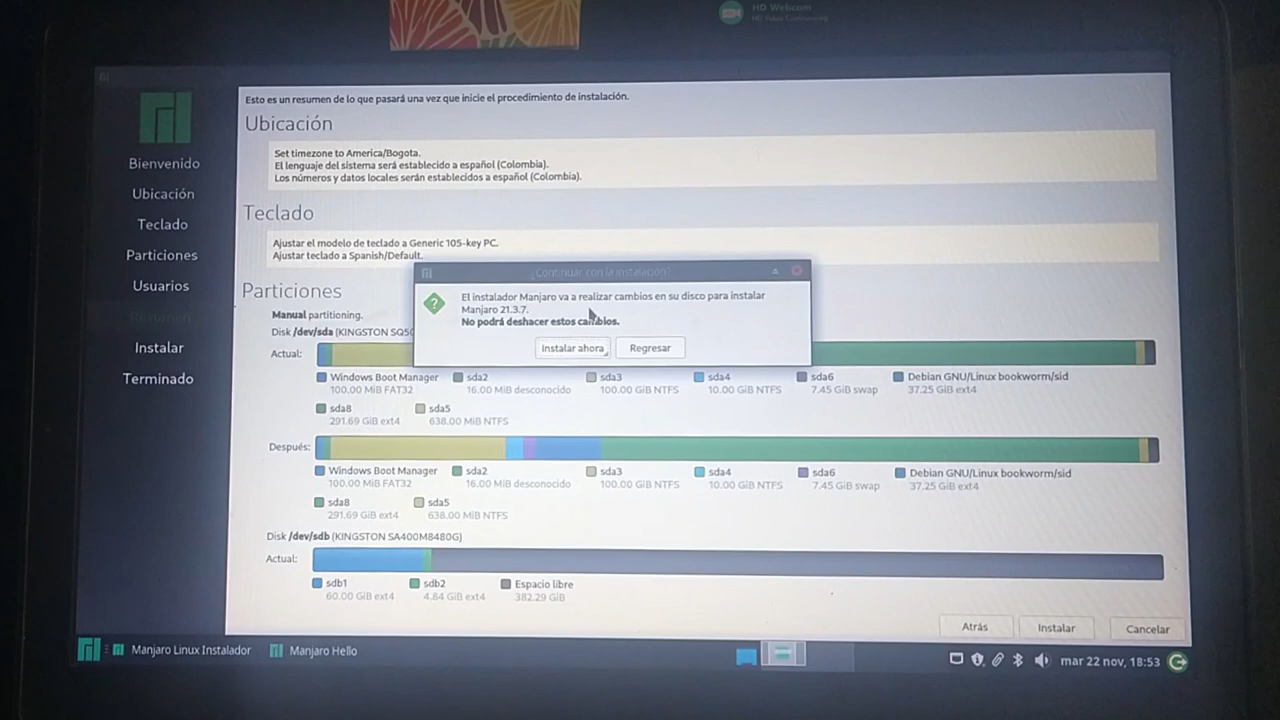 HD Webcam
HD Video Conferencing
Esto es un resumen de lo que pasará una vez que inicie el procedimiento de instalación.
Ubicación
Set timezone to America/Bogota.
El lenguaje del sistema será establecido a español (Colombia).
Los números y datos locales serán establecidos a español (Colombia).
Teclado
Ajustar el modelo de teclado a Generic 105-key PC.
Ajustar teclado a Spanish/Default.
Particiones
Manual partitioning.
Disk /dev/sda (KINGSTON
Actual:
Windows Boot Manager sda2 sda3 sda4 sda6 Debian GNU/Linux bookworm/sid
100.00 MiB FAT32 16.00 MiB desconocido 100.00 GiB NTFS 10.00 GiB NTFS 7.45 GiB swap 37.25 GiB ext4
sda8 sda5
291.69 GiB ext4 638.00 MiB NTFS
Después:
Windows Boot Manager sda2 sda3 sda4 sda6 Debian GNU/Linux bookworm/sid
100.00 MiB FAT32 16.00 MiB desconocido 100.00 GiB NTFS 10.00 GiB NTFS 7.45 GiB swap 37.25 GiB ext4
sda8 sda5
291.69 GiB ext4 638.00 MiB NTFS
Disk /dev/sdb (KINGSTON SA400M8480G)
Actual:
sdb1 sdb2 Espacio libre
60.00 GiB ext4 4.64 GiB ext4 382.29 GiB
¿Continuar con la instalación?
El instalador Manjaro va a realizar cambios en su disco para instalar
Manjaro 21.3.7.
No podrá deshacer estos cambios.
Instalar ahora Regresar
Bienvenido
Ubicación
Teclado
Particiones
Usuarios
Resumen
Instalar
Terminado
Atrás Instalar Cancelar
Manjaro Linux Instalador Manjaro Hello
mar 22 nov, 18:53